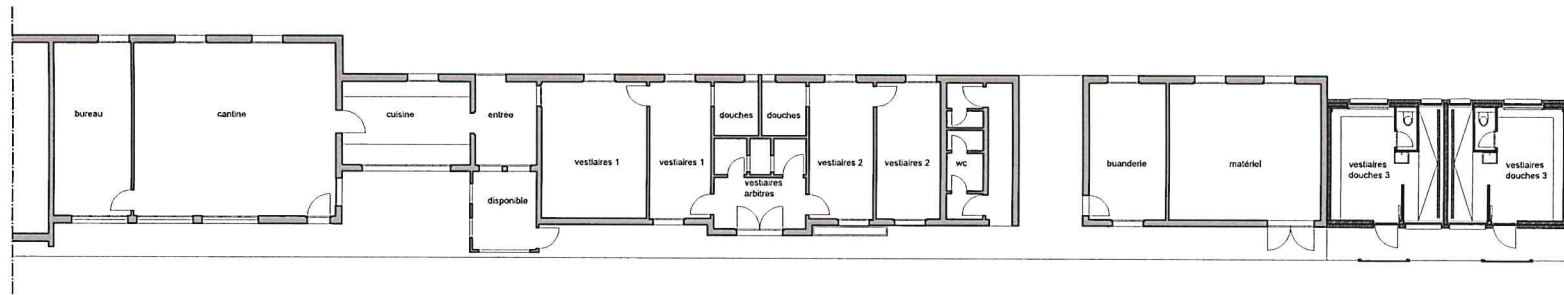 bureau
cantine
cuisine
entrée
disponible
vestiaires 1
vestiaires 1
douches
douches
vestiaires
arbitres
vestiaires 2
vestiaires 2
wc
buanderie
matériel
vestiaires
douches 3
vestiaires
douches 3